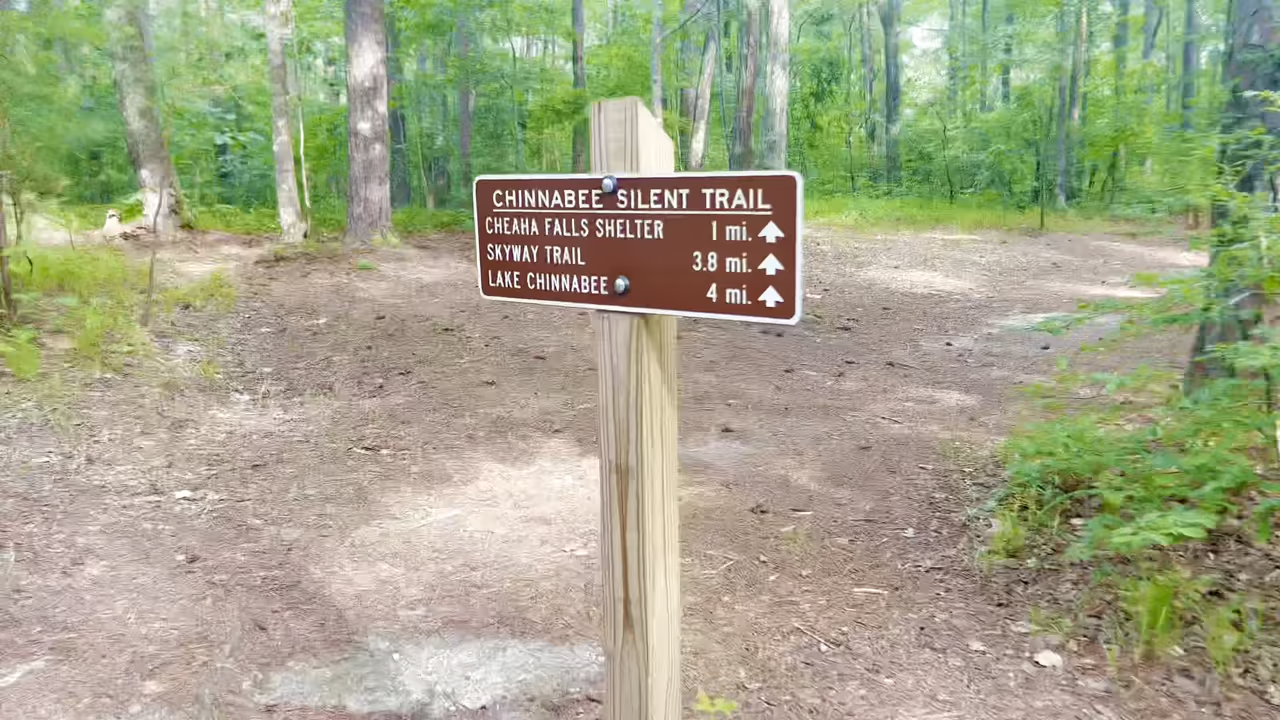 CHINNABEE SILENT TRAIL
CHEAHA FALLS SHELTER 1 mi.
SKYWAY TRAIL 3.8 mi.
LAKE CHINNABEE 4 mi.